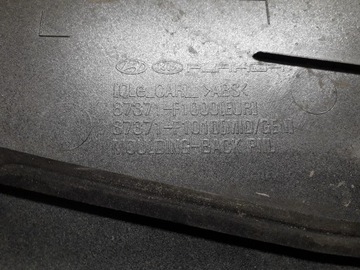 >ABS<
87371-F1000(EUR)
87371-F1010(MID/GEN)
MOULDING-BACK PNL